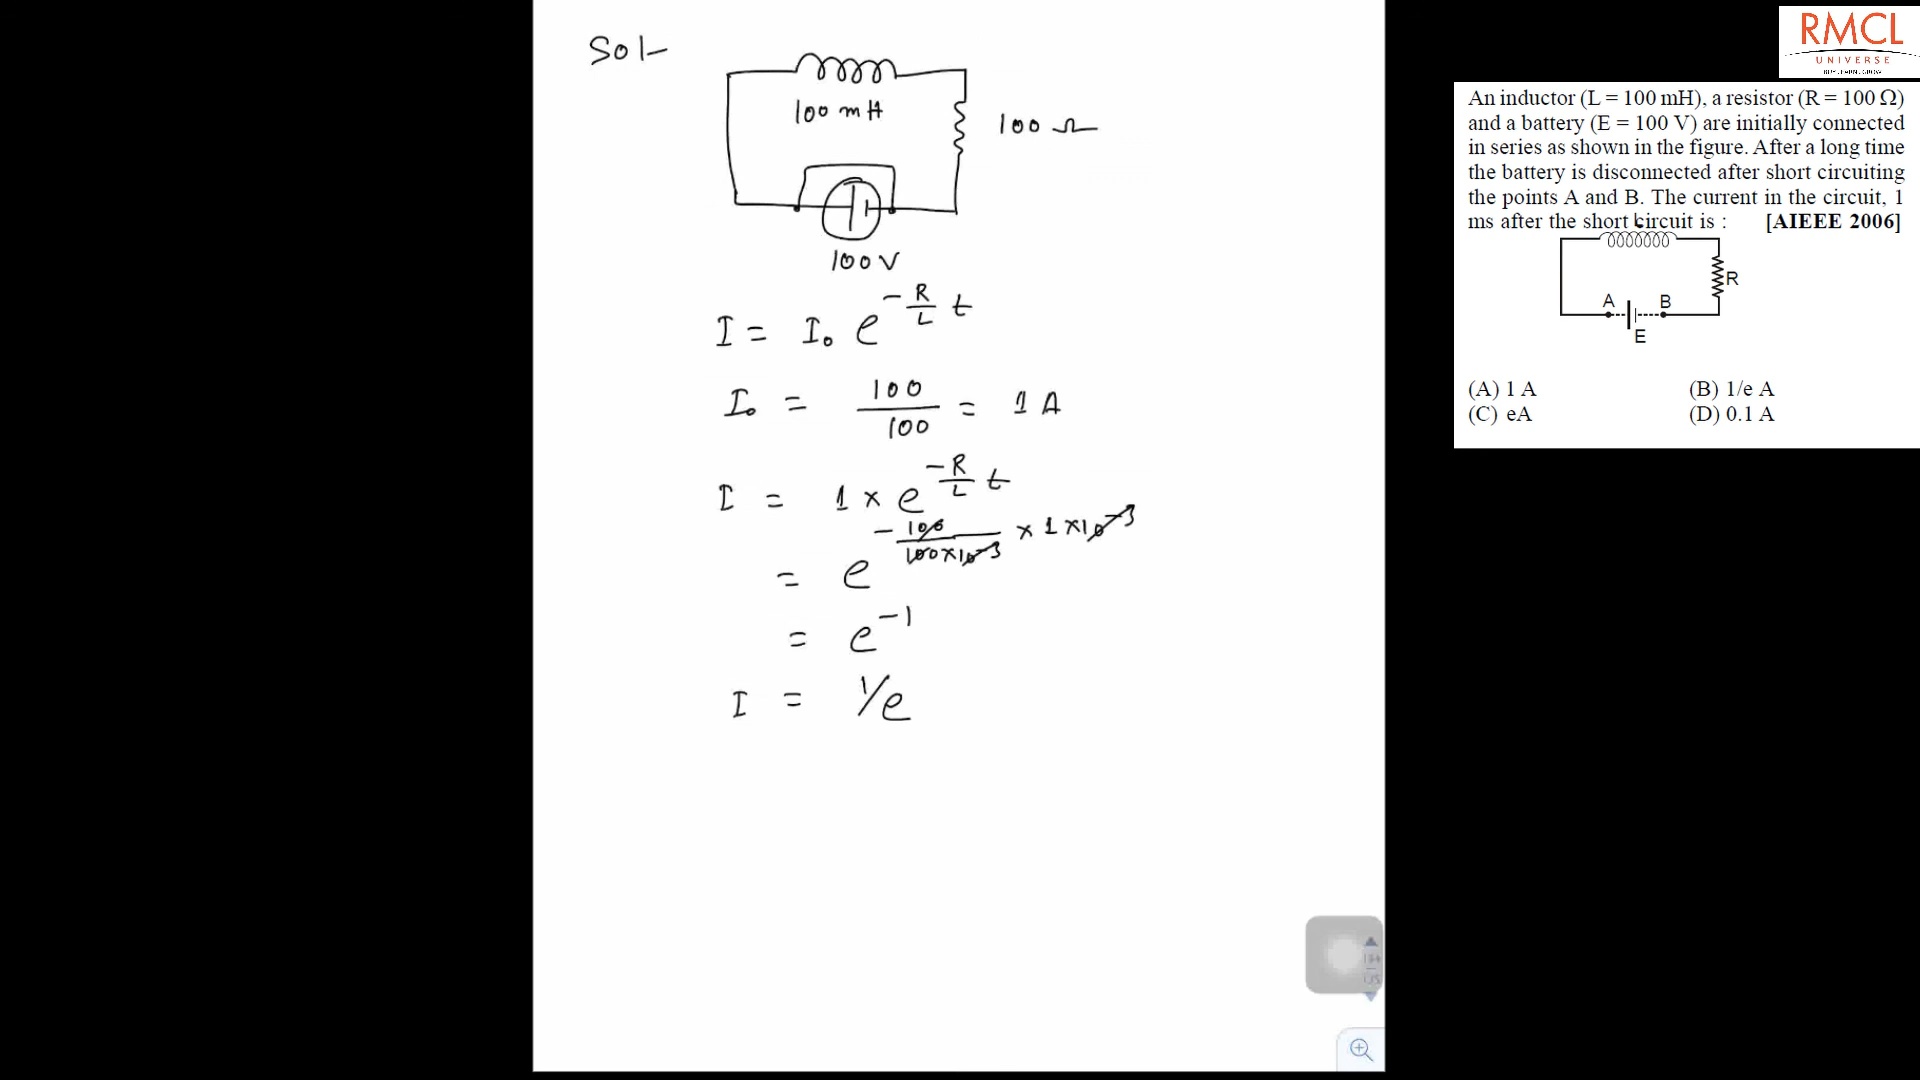 Sol-
100 mH
100 Ω
100 V
I = I₀ e^(-R/L t)
I₀ = 100/100 = 1 A
I = 1 × e^(-R/L t)
= e^(-100/(100×10^-3) × 1×10^-3)
= e^-1
I = 1/e
RMCL
UNIVERSE
An inductor (L = 100 mH), a resistor (R = 100 Ω)
and a battery (E = 100 V) are initially connected
in series as shown in the figure. After a long time
the battery is disconnected after short circuiting
the points A and B. The current in the circuit, 1
ms after the short circuit is : [AIEEE 2006]
L
R
A B
E
(A) 1 A (B) 1/e A
(C) eA (D) 0.1 A